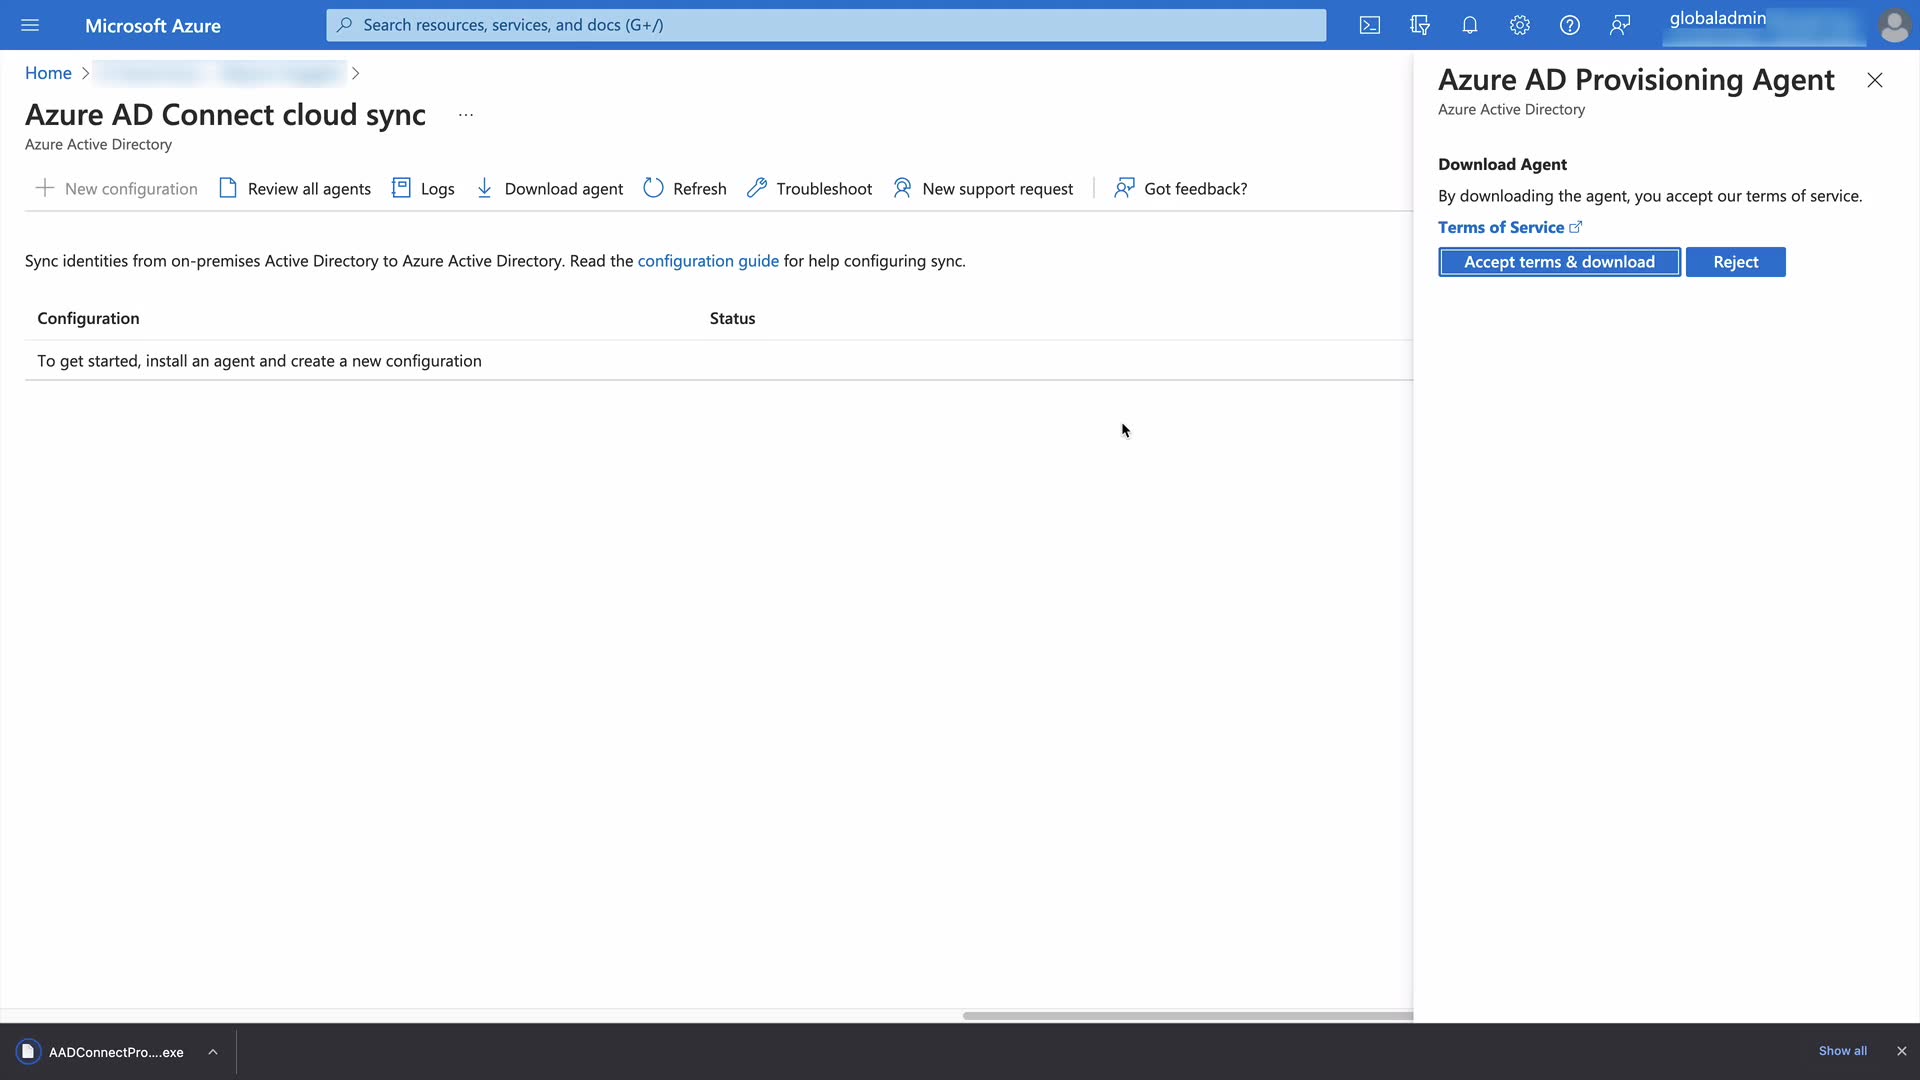 Microsoft Azure
Search resources, services, and docs (G+/)
globaladmin
Home
Azure AD Connect cloud sync
...
Azure Active Directory
New configuration
Review all agents
Logs
Download agent
Refresh
Troubleshoot
New support request
Got feedback?
Sync identities from on-premises Active Directory to Azure Active Directory. Read the configuration guide for help configuring sync.
Configuration
Status
To get started, install an agent and create a new configuration
Azure AD Provisioning Agent
Azure Active Directory
Download Agent
By downloading the agent, you accept our terms of service.
Terms of Service
Accept terms & download
Reject
AADConnectPro....exe
Show all